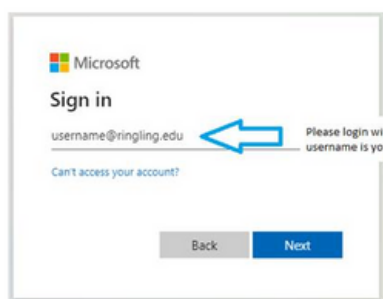 Microsoft
Sign in
username@ringling.edu
Please login wi
username is yo
Can't access your account?
Back
Next